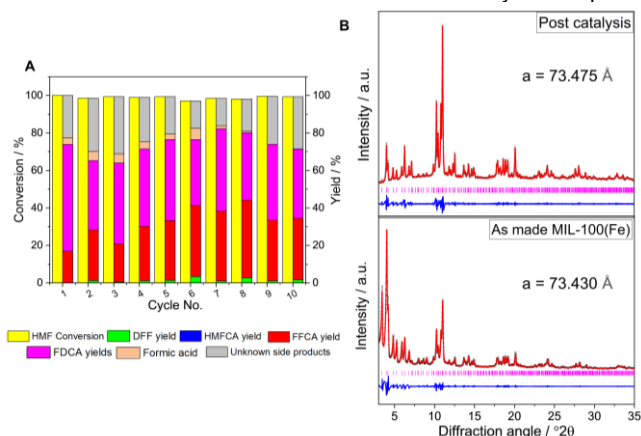 A
Conversion / %
100
80
60
40
20
0
100
80
60
40
20
0
Yield / %
1 2 3 4 5 6 7 8 9 10
Cycle No.
HMF Conversion DFF yield HMFCA yield FFCA yield
FDCA yields Formic acid Unknown side products
B
Post catalysis
a = 73.475 Å
Intensity / a.u.
As made MIL-100(Fe)
a = 73.430 Å
Intensity / a.u.
5 10 15 20 25 30 35
Diffraction angle / °2θ